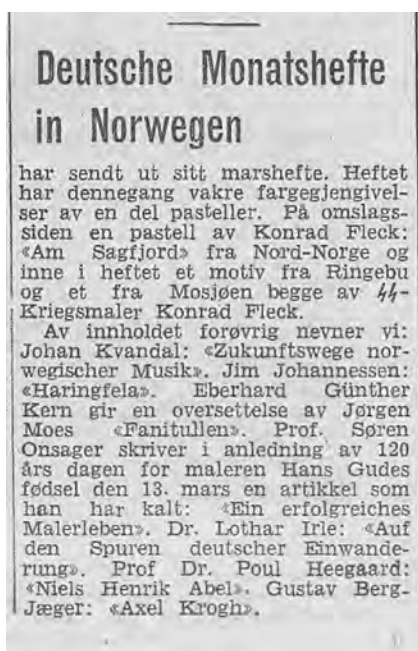 Deutsche Monatshefte
in Norwegen
har sendt ut sitt marshefte. Heftet
har dennegang vakre fargegjengivel-
ser av en del pasteller. På omslags-
siden en pastell av Konrad Fleck:
«Am Sagfjord» fra Nord-Norge og
inne i heftet et motiv fra Ringebu
og et fra Mosjøen begge av ᛋᛋ-
Kriegsmaler Konrad Fleck.
Av innholdet forøvrig nevner vi:
Johan Kvandal: «Zukunftswege nor-
wegischer Musik». Jim Johannessen:
«Haringfela». Eberhard Günther
Kern gir en oversettelse av Jørgen
Moes «Fanitullen». Prof. Søren
Onsager skriver i anledning av 120
års dagen for maleren Hans Gudes
fødsel den 13. mars en artikkel som
han har kalt: «Ein erfolgreiches
Malerleben». Dr. Lothar Irle: «Auf
den Spuren deutscher Einwande-
rung». Prof Dr. Poul Heegaard:
«Niels Henrik Abel». Gustav Berg-
Jæger: «Axel Krogh».